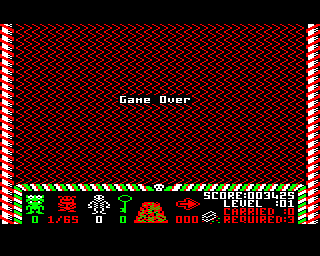 Game Over
SCORE:003425
LEVEL :01
CARRIED :0
REQUIRED:3
0 1/65 0 0 000